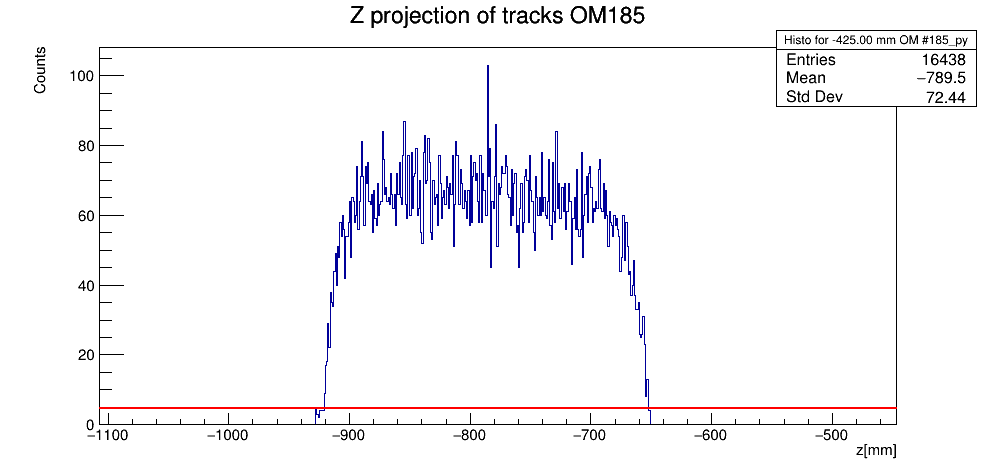 Z projection of tracks OM185
Histo for -425.00 mm OM #185_py
Entries 16438
Mean −789.5
Std Dev 72.44
Counts
100
80
60
40
20
0
−1100 −1000 −900 −800 −700 −600 −500
z[mm]